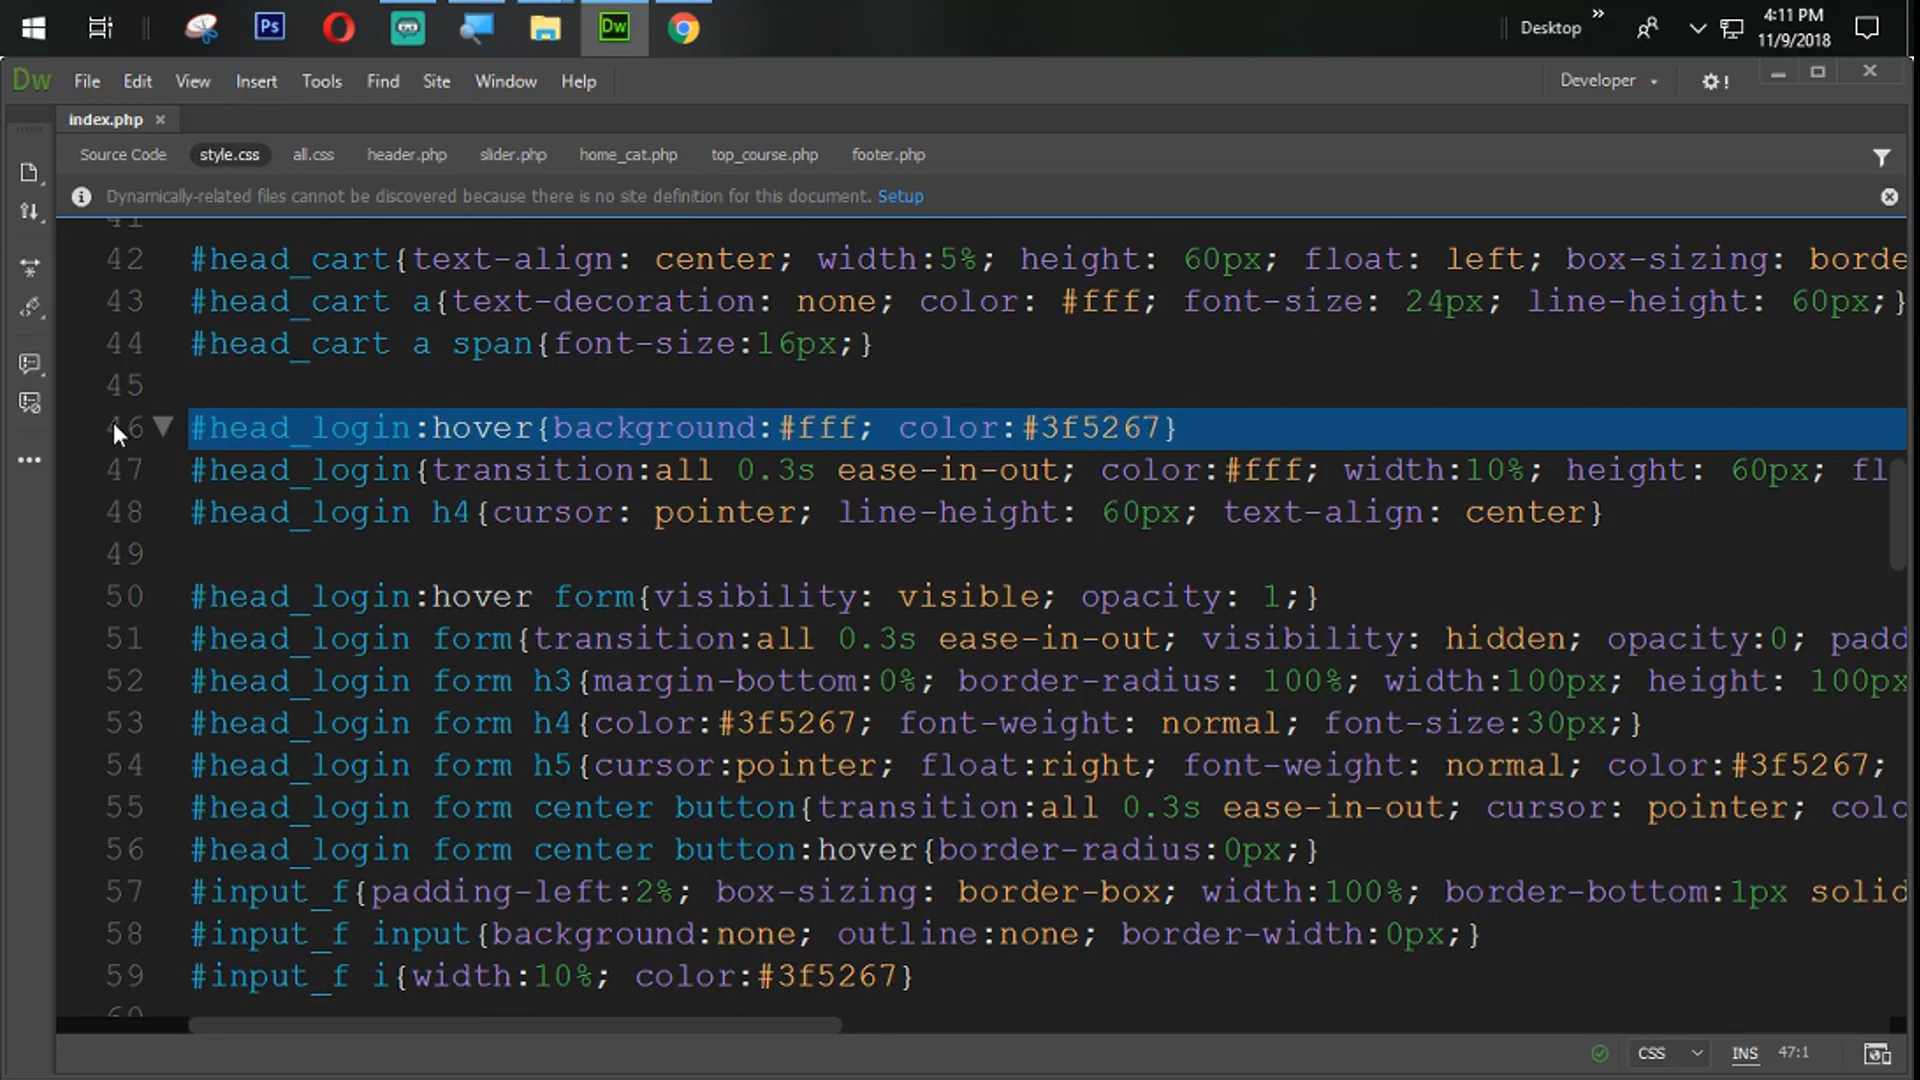 Ps
Dw
Desktop »
4:11 PM
11/9/2018
Dw File Edit View Insert Tools Find Site Window Help
Developer
index.php ×
Source Code style.css all.css header.php slider.php home_cat.php top_course.php footer.php
Dynamically-related files cannot be discovered because there is no site definition for this document. Setup
41
42 #head_cart{text-align: center; width:5%; height: 60px; float: left; box-sizing: borde
43 #head_cart a{text-decoration: none; color: #fff; font-size: 24px; line-height: 60px;}
44 #head_cart a span{font-size:16px;}
45
46 #head_login:hover{background:#fff; color:#3f5267}
47 #head_login{transition:all 0.3s ease-in-out; color:#fff; width:10%; height: 60px; fl
48 #head_login h4{cursor: pointer; line-height: 60px; text-align: center}
49
50 #head_login:hover form{visibility: visible; opacity: 1;}
51 #head_login form{transition:all 0.3s ease-in-out; visibility: hidden; opacity:0; padd
52 #head_login form h3{margin-bottom:0%; border-radius: 100%; width:100px; height: 100px
53 #head_login form h4{color:#3f5267; font-weight: normal; font-size:30px;}
54 #head_login form h5{cursor:pointer; float:right; font-weight: normal; color:#3f5267;
55 #head_login form center button{transition:all 0.3s ease-in-out; cursor: pointer; colo
56 #head_login form center button:hover{border-radius:0px;}
57 #input_f{padding-left:2%; box-sizing: border-box; width:100%; border-bottom:1px solid
58 #input_f input{background:none; outline:none; border-width:0px;}
59 #input_f i{width:10%; color:#3f5267}
60
CSS INS 47:1